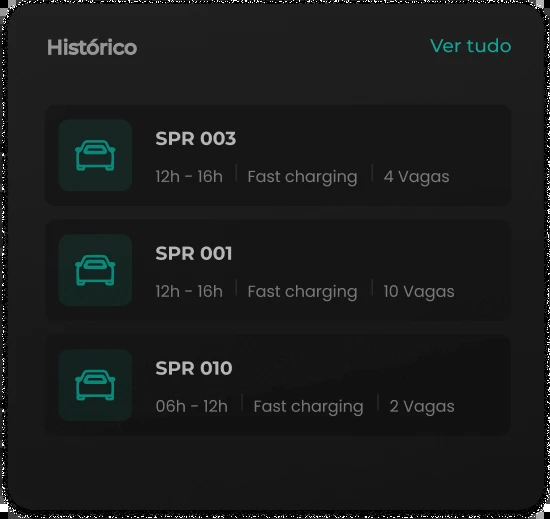 Histórico
Ver tudo
SPR 003
12h - 16h | Fast charging | 4 Vagas
SPR 001
12h - 16h | Fast charging | 10 Vagas
SPR 010
06h - 12h | Fast charging | 2 Vagas